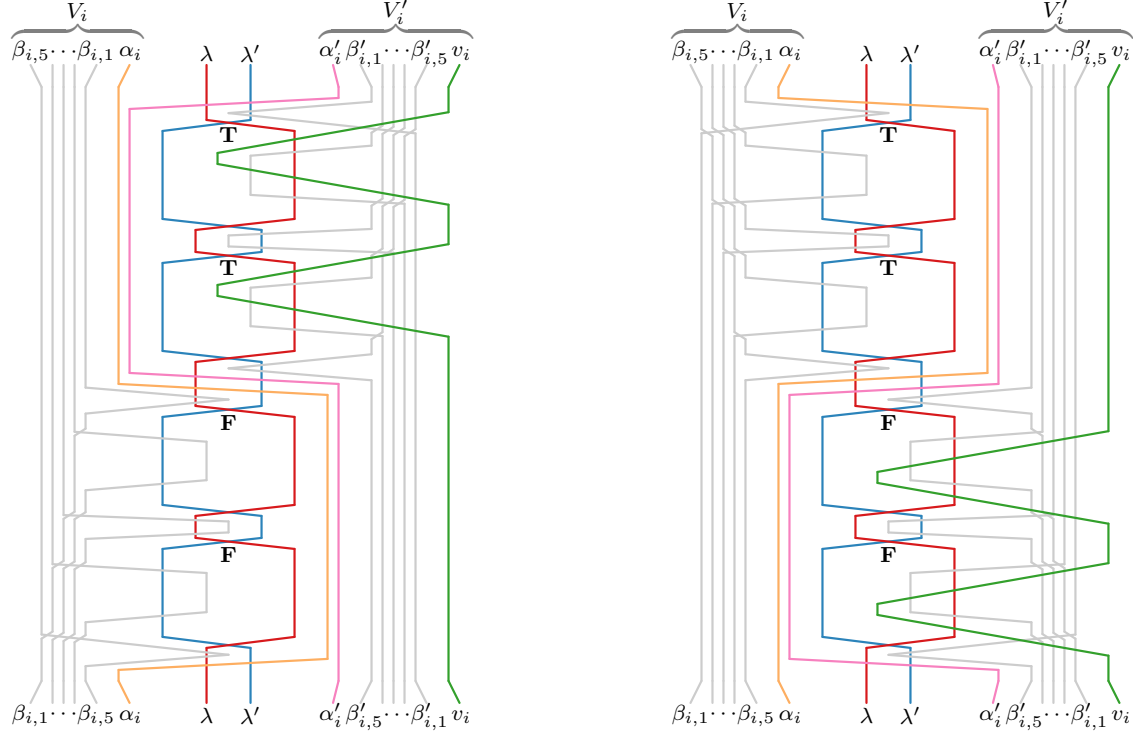 V_i V'_i V_i V'_i
β_{i,5} ··· β_{i,1} α_i λ λ' α'_i β'_{i,1} ··· β'_{i,5} v_i β_{i,5} ··· β_{i,1} α_i λ λ' α'_i β'_{i,1} ··· β'_{i,5} v_i
T T
T T
F F
F F
β_{i,1} ··· β_{i,5} α_i λ λ' α'_i β'_{i,5} ··· β'_{i,1} v_i β_{i,1} ··· β_{i,5} α_i λ λ' α'_i β'_{i,5} ··· β'_{i,1} v_i